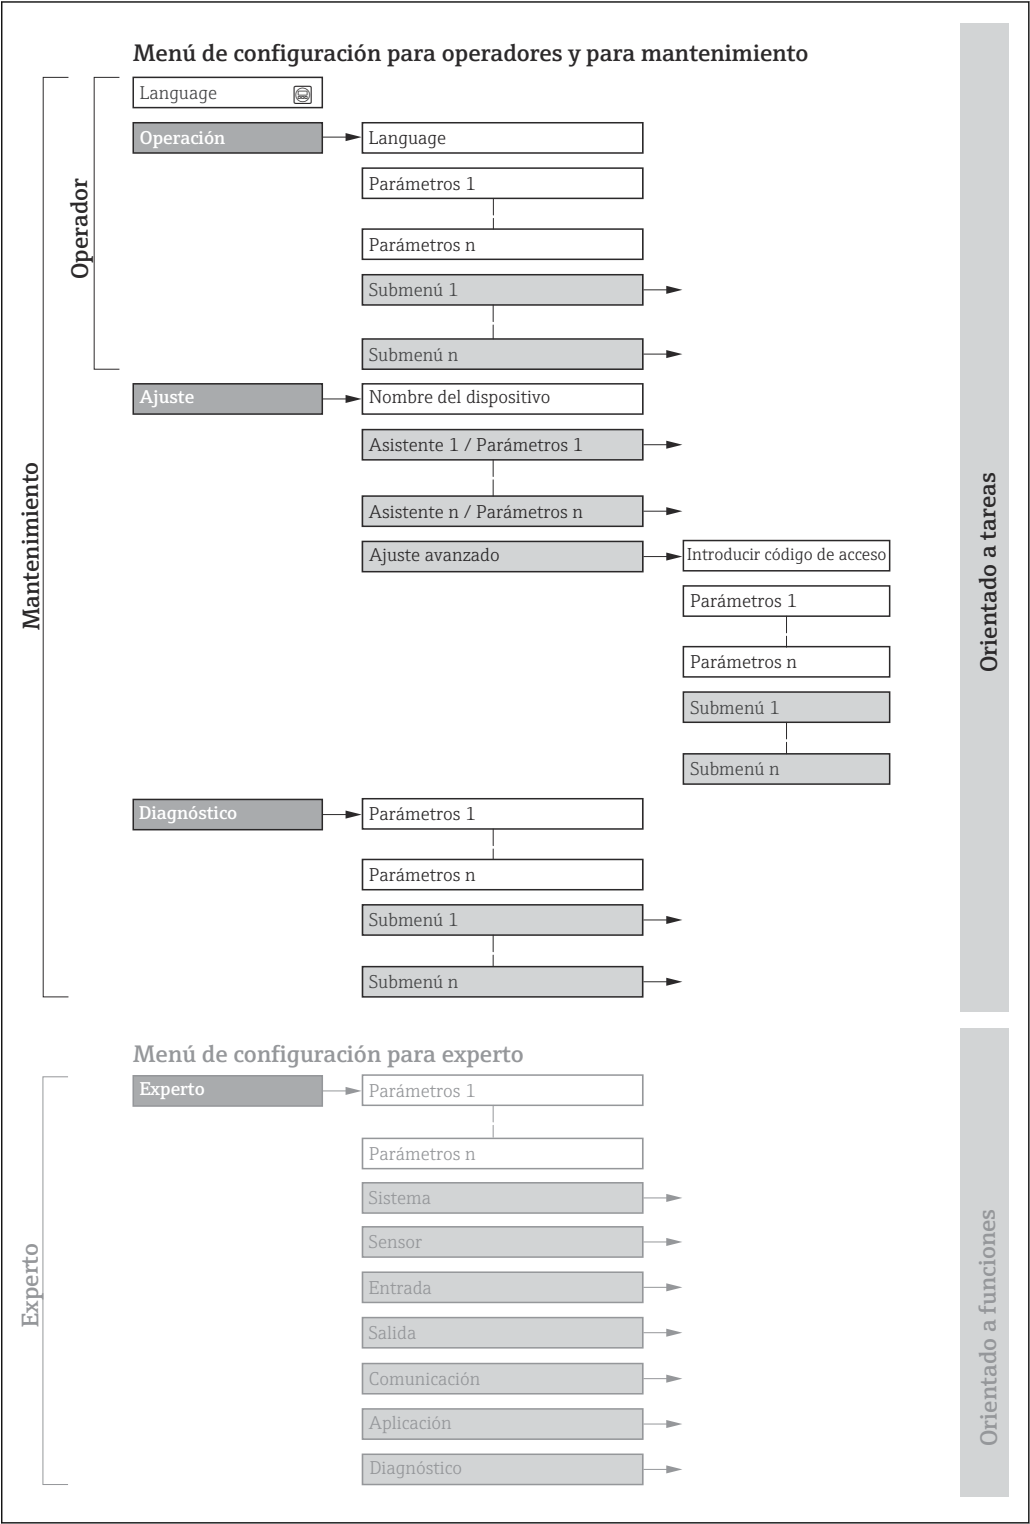 Menú de configuración para operadores y para mantenimiento
Mantenimiento
Operador
Language
Operación
Language
Parámetros 1
Parámetros n
Submenú 1
Submenú n
Ajuste
Nombre del dispositivo
Asistente 1 / Parámetros 1
Asistente n / Parámetros n
Ajuste avanzado
Introducir código de acceso
Parámetros 1
Parámetros n
Submenú 1
Submenú n
Diagnóstico
Parámetros 1
Parámetros n
Submenú 1
Submenú n
Orientado a tareas
Menú de configuración para experto
Experto
Experto
Parámetros 1
Parámetros n
Sistema
Sensor
Entrada
Salida
Comunicación
Aplicación
Diagnóstico
Orientado a funciones